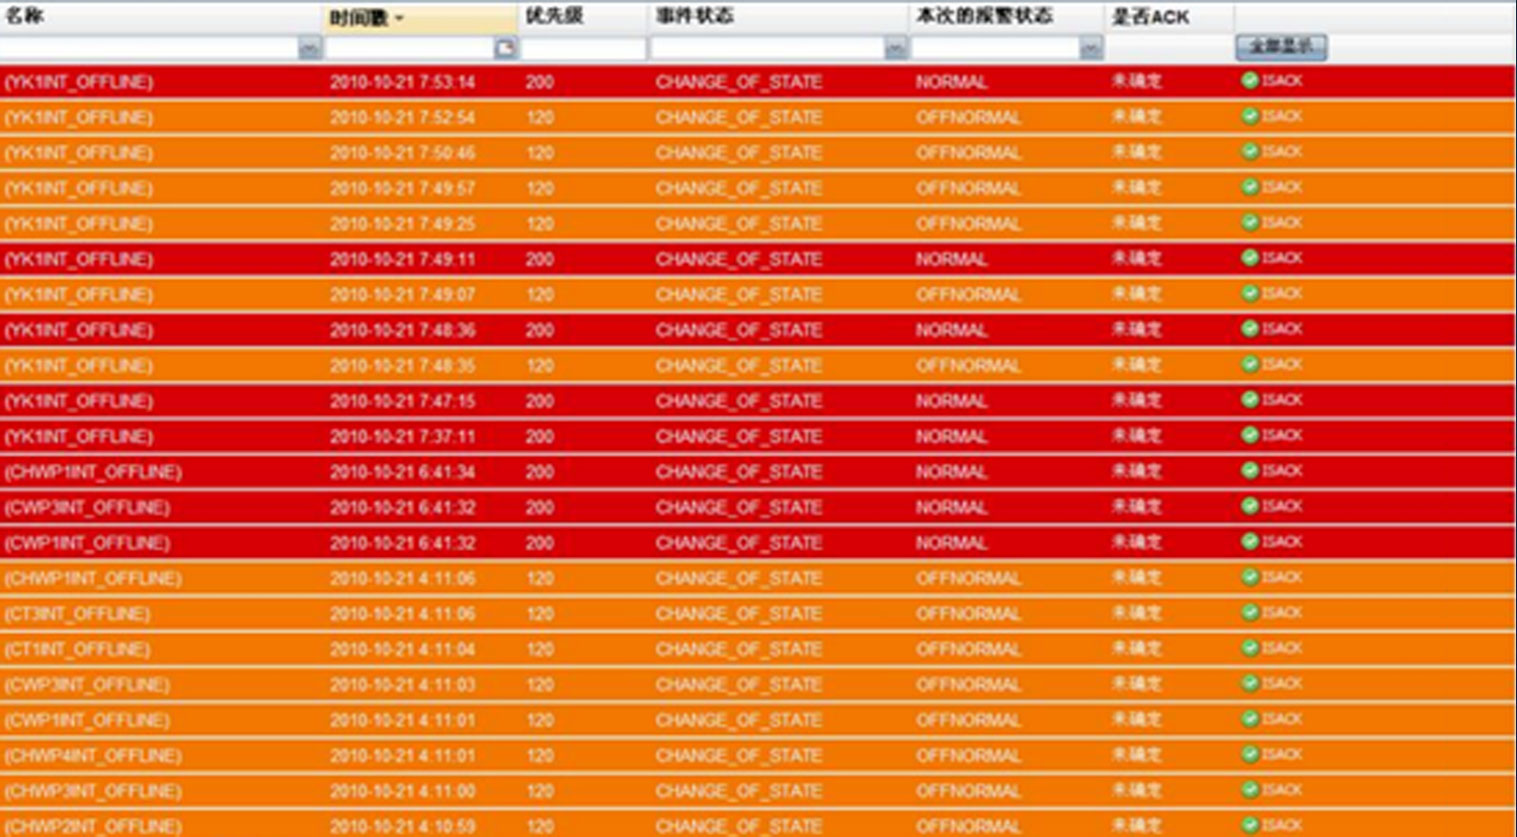 名称 时间戳 优先级 事件状态 本次的报警状态 是否ACK
全部显示
(YK1INT_OFFLINE) 2010-10-21 7:53:14 200 CHANGE_OF_STATE NORMAL 未确定 ISACK
(YK1INT_OFFLINE) 2010-10-21 7:52:54 120 CHANGE_OF_STATE OFFNORMAL 未确定 ISACK
(YK1INT_OFFLINE) 2010-10-21 7:50:46 120 CHANGE_OF_STATE OFFNORMAL 未确定 ISACK
(YK1INT_OFFLINE) 2010-10-21 7:49:57 120 CHANGE_OF_STATE OFFNORMAL 未确定 ISACK
(YK1INT_OFFLINE) 2010-10-21 7:49:25 120 CHANGE_OF_STATE OFFNORMAL 未确定 ISACK
(YK1INT_OFFLINE) 2010-10-21 7:49:11 200 CHANGE_OF_STATE NORMAL 未确定 ISACK
(YK1INT_OFFLINE) 2010-10-21 7:49:07 120 CHANGE_OF_STATE OFFNORMAL 未确定 ISACK
(YK1INT_OFFLINE) 2010-10-21 7:48:36 200 CHANGE_OF_STATE NORMAL 未确定 ISACK
(YK1INT_OFFLINE) 2010-10-21 7:48:35 120 CHANGE_OF_STATE OFFNORMAL 未确定 ISACK
(YK1INT_OFFLINE) 2010-10-21 7:47:15 200 CHANGE_OF_STATE NORMAL 未确定 ISACK
(YK1INT_OFFLINE) 2010-10-21 7:37:11 200 CHANGE_OF_STATE NORMAL 未确定 ISACK
(CHWP1INT_OFFLINE) 2010-10-21 6:41:34 200 CHANGE_OF_STATE NORMAL 未确定 ISACK
(CWP3INT_OFFLINE) 2010-10-21 6:41:32 200 CHANGE_OF_STATE NORMAL 未确定 ISACK
(CWP1INT_OFFLINE) 2010-10-21 6:41:32 200 CHANGE_OF_STATE NORMAL 未确定 ISACK
(CHWP1INT_OFFLINE) 2010-10-21 4:11:06 120 CHANGE_OF_STATE OFFNORMAL 未确定 ISACK
(CT3INT_OFFLINE) 2010-10-21 4:11:06 120 CHANGE_OF_STATE OFFNORMAL 未确定 ISACK
(CT1INT_OFFLINE) 2010-10-21 4:11:04 120 CHANGE_OF_STATE OFFNORMAL 未确定 ISACK
(CWP3INT_OFFLINE) 2010-10-21 4:11:03 120 CHANGE_OF_STATE OFFNORMAL 未确定 ISACK
(CWP1INT_OFFLINE) 2010-10-21 4:11:01 120 CHANGE_OF_STATE OFFNORMAL 未确定 ISACK
(CHWP4INT_OFFLINE) 2010-10-21 4:11:01 120 CHANGE_OF_STATE OFFNORMAL 未确定 ISACK
(CHWP3INT_OFFLINE) 2010-10-21 4:11:00 120 CHANGE_OF_STATE OFFNORMAL 未确定 ISACK
(CHWP2INT_OFFLINE) 2010-10-21 4:10:59 120 CHANGE_OF_STATE OFFNORMAL 未确定 ISACK